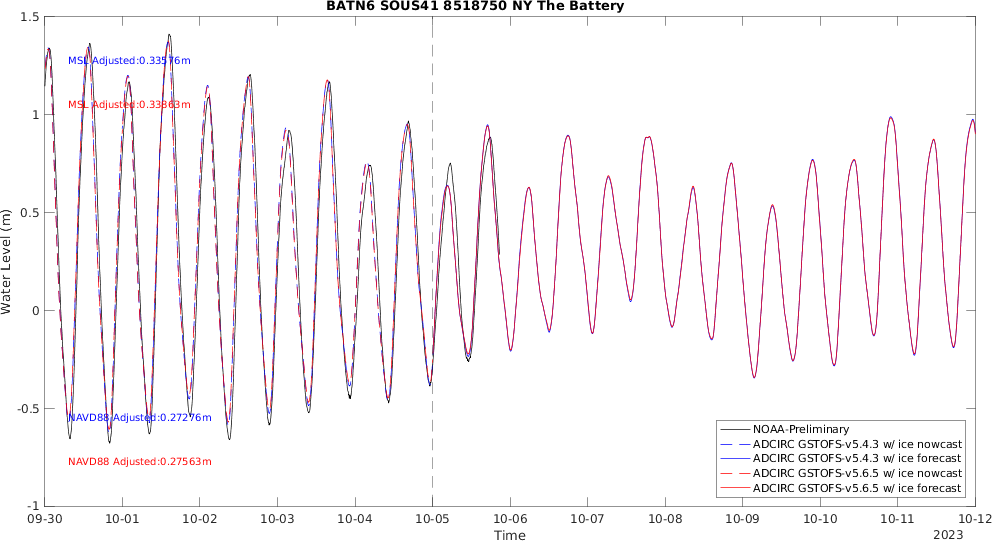 BATN6 SOUS41 8518750 NY The Battery
1.5
1
0.5
0
-0.5
-1
Water Level (m)
MSL Adjusted:0.33576m
MSL Adjusted:0.33863m
NAVD88 Adjusted:0.27276m
NAVD88 Adjusted:0.27563m
NOAA-Preliminary
ADCIRC GSTOFS-v5.4.3 w/ ice nowcast
ADCIRC GSTOFS-v5.4.3 w/ ice forecast
ADCIRC GSTOFS-v5.6.5 w/ ice nowcast
ADCIRC GSTOFS-v5.6.5 w/ ice forecast
09-30 10-01 10-02 10-03 10-04 10-05 10-06 10-07 10-08 10-09 10-10 10-11 10-12
Time
2023